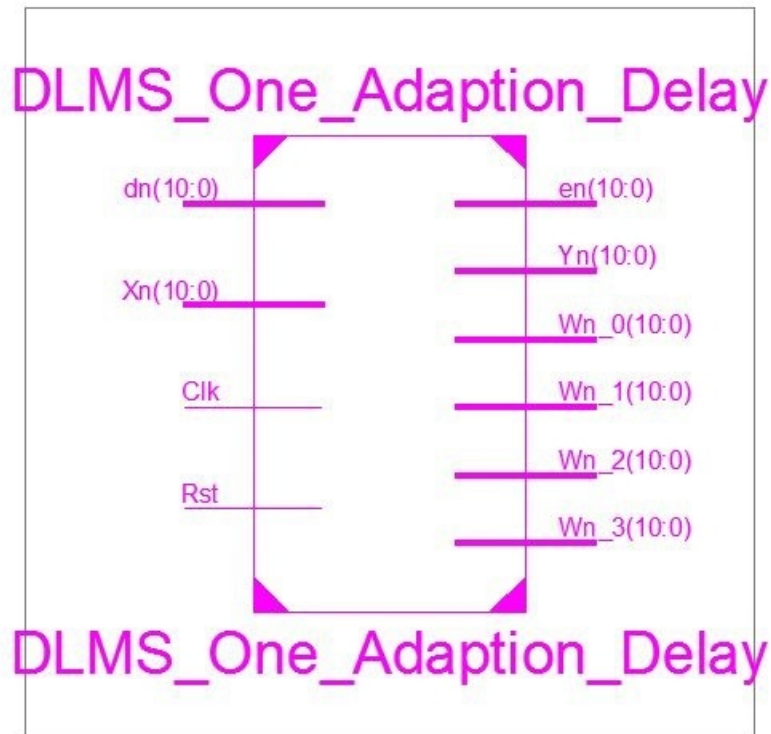 DLMS_One_Adaption_Delay
dn(10:0)
en(10:0)
Yn(10:0)
Xn(10:0)
Wn_0(10:0)
Clk
Wn_1(10:0)
Wn_2(10:0)
Rst
Wn_3(10:0)
DLMS_One_Adaption_Delay